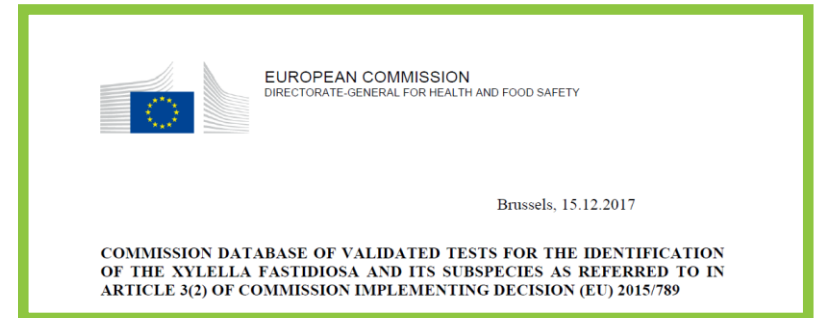 EUROPEAN COMMISSION
DIRECTORATE-GENERAL FOR HEALTH AND FOOD SAFETY
Brussels, 15.12.2017
COMMISSION DATABASE OF VALIDATED TESTS FOR THE IDENTIFICATION
OF THE XYLELLA FASTIDIOSA AND ITS SUBSPECIES AS REFERRED TO IN
ARTICLE 3(2) OF COMMISSION IMPLEMENTING DECISION (EU) 2015/789